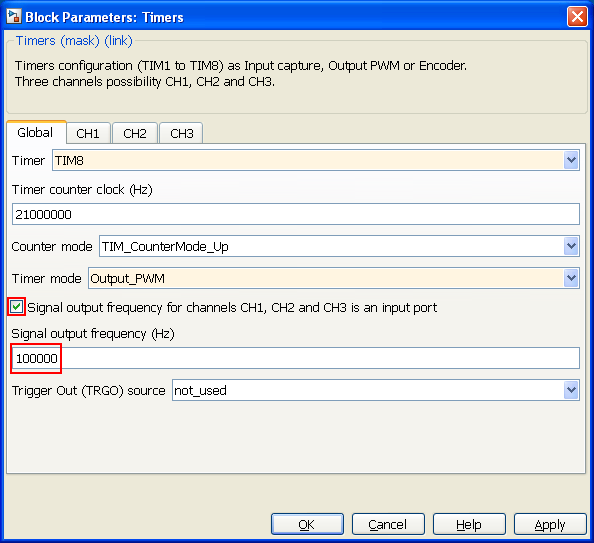 Block Parameters: Timers
Timers (mask) (link)
Timers configuration (TIM1 to TIM8) as Input capture, Output PWM or Encoder.
Three channels possibility CH1, CH2 and CH3.
Global CH1 CH2 CH3
Timer TIM8
Timer counter clock (Hz)
21000000
Counter mode TIM_CounterMode_Up
Timer mode Output_PWM
Signal output frequency for channels CH1, CH2 and CH3 is an input port
Signal output frequency (Hz)
100000
Trigger Out (TRGO) source not_used
OK Cancel Help Apply